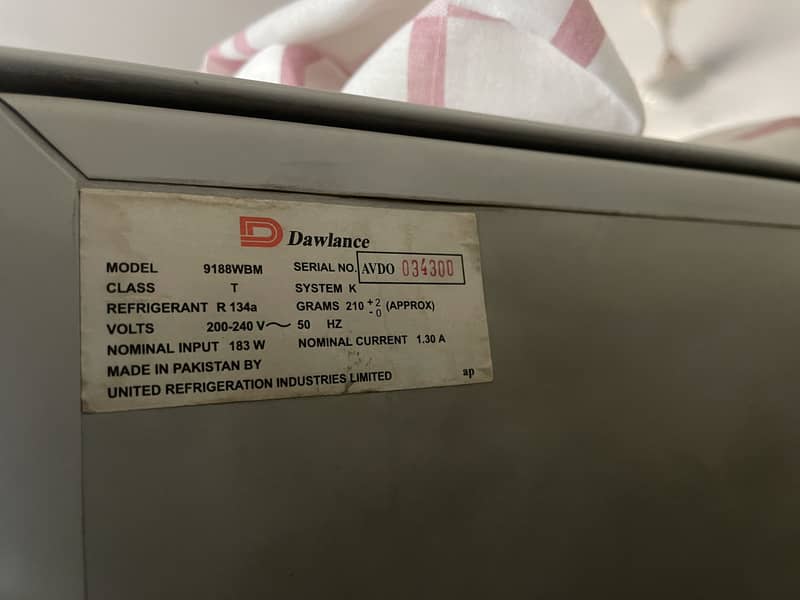 Dawlance
MODEL 9188WBM SERIAL NO. AVDO 034300
CLASS T SYSTEM K
REFRIGERANT R 134a GRAMS 210 +2 -0 (APPROX)
VOLTS 200-240 V~ 50 HZ
NOMINAL INPUT 183 W NOMINAL CURRENT 1.30 A
MADE IN PAKISTAN BY
UNITED REFRIGERATION INDUSTRIES LIMITED ap